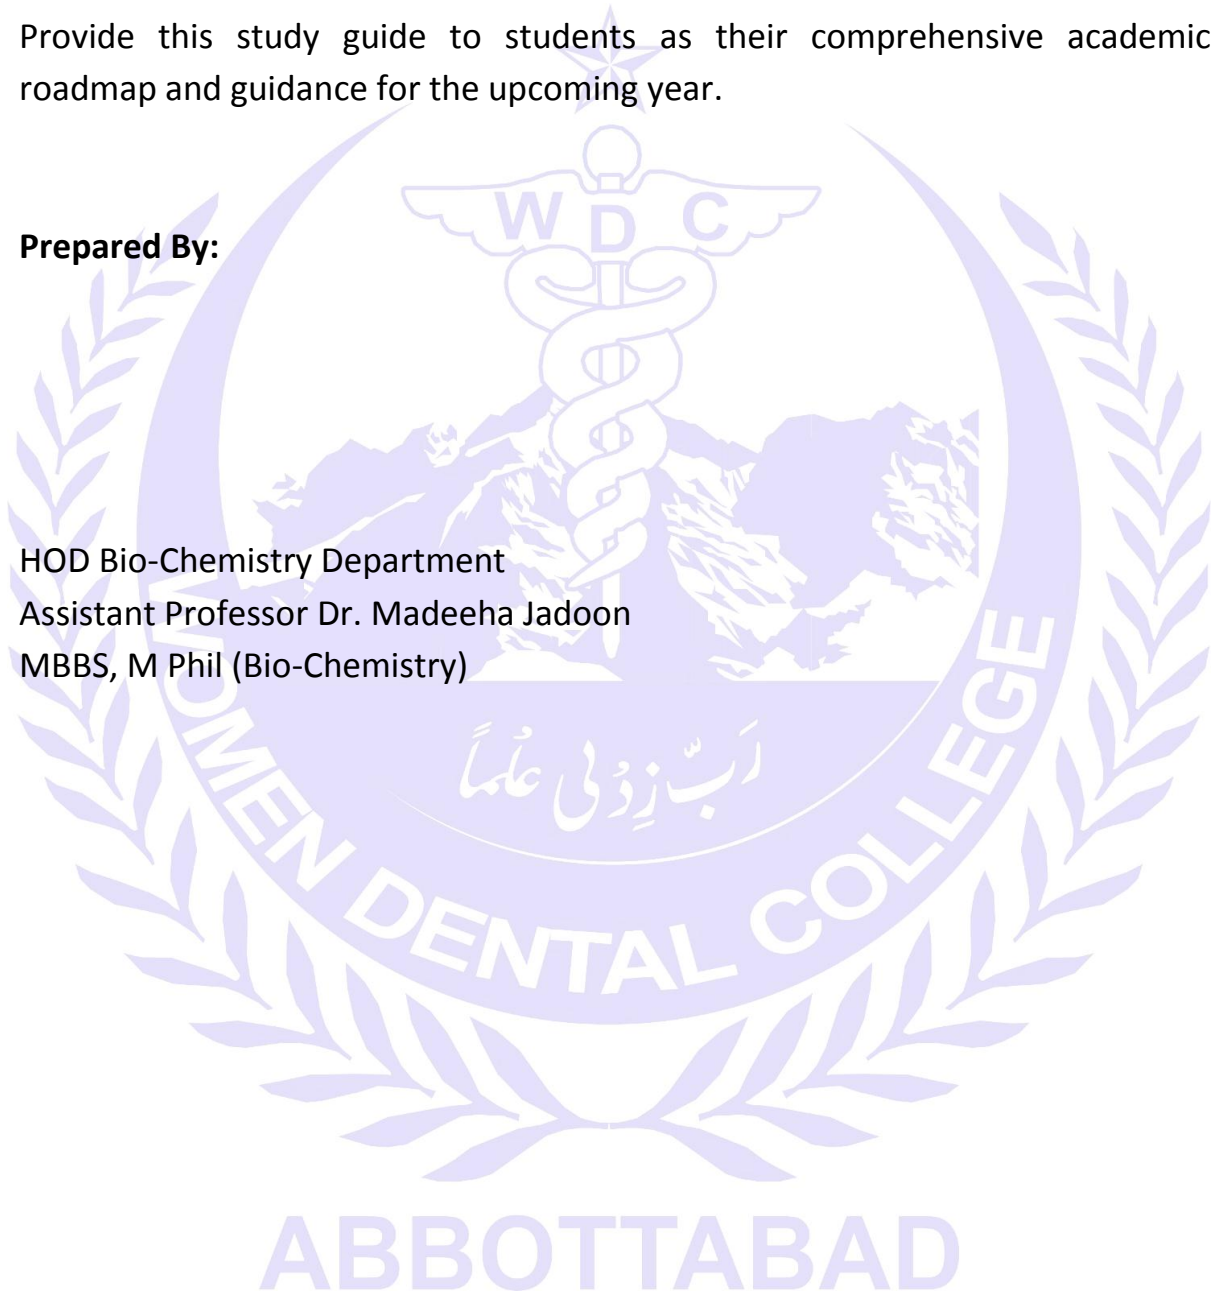 Provide this study guide to students as their comprehensive academic
roadmap and guidance for the upcoming year.
W D C
Prepared By:
HOD Bio-Chemistry Department
Assistant Professor Dr. Madeeha Jadoon
MBBS, M Phil (Bio-Chemistry)
رَبِّ زِدْنِی عِلْماً
WOMEN DENTAL COLLEGE
ABBOTTABAD